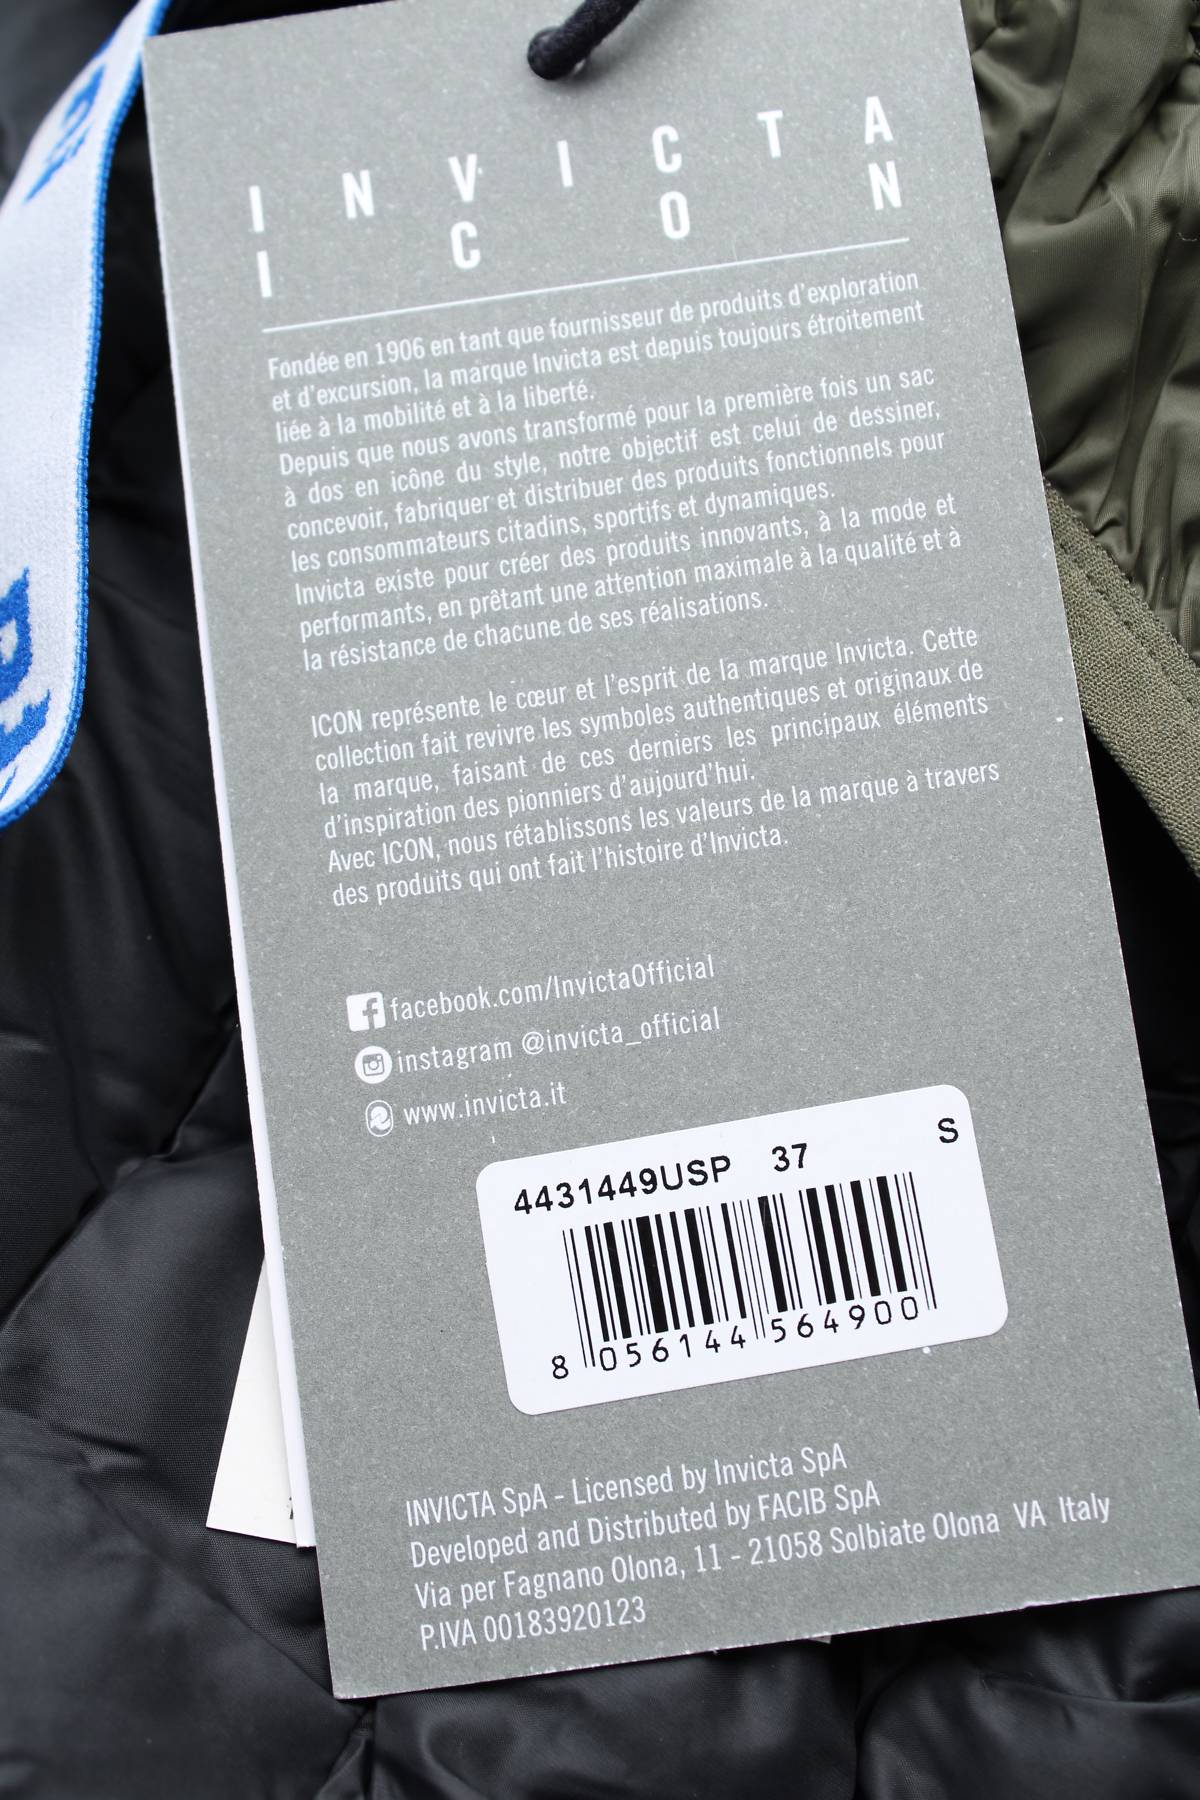 INVICTA
ICON
Fondée en 1906 en tant que fournisseur de produits d'exploration
et d'excursion, la marque Invicta est depuis toujours étroitement
liée à la mobilité et à la liberté.
Depuis que nous avons transformé pour la première fois un sac
à dos en icône du style, notre objectif est celui de dessiner,
concevoir, fabriquer et distribuer des produits fonctionnels pour
les consommateurs citadins, sportifs et dynamiques.
Invicta existe pour créer des produits innovants, à la mode et
performants, en prêtant une attention maximale à la qualité et à
la résistance de chacune de ses réalisations.
ICON représente le cœur et l'esprit de la marque Invicta. Cette
collection fait revivre les symboles authentiques et originaux de
la marque, faisant de ces derniers les principaux éléments
d'inspiration des pionniers d'aujourd'hui.
Avec ICON, nous rétablissons les valeurs de la marque à travers
des produits qui ont fait l'histoire d'Invicta.
facebook.com/InvictaOfficial
instagram @invicta_official
www.invicta.it
4431449USP 37 S
8 056144 564900
INVICTA SpA - Licensed by Invicta SpA
Developed and Distributed by FACIB SpA
Via per Fagnano Olona, 11 - 21058 Solbiate Olona VA Italy
P.IVA 00183920123